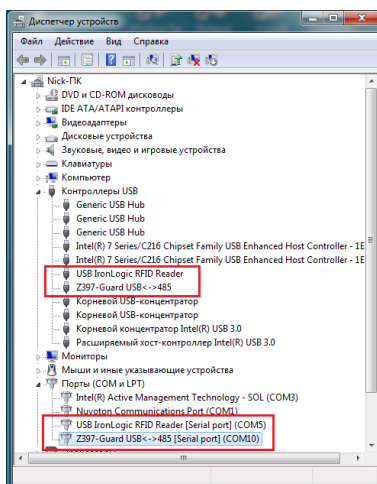 Диспетчер устройств
Файл Действие Вид Справка
Nick-ПК
DVD и CD-ROM дисководы
IDE ATA/ATAPI контроллеры
Видеоадаптеры
Дисковые устройства
Звуковые, видео и игровые устройства
Клавиатуры
Компьютер
Контроллеры USB
Generic USB Hub
Generic USB Hub
Generic USB Hub
Intel(R) 7 Series/C216 Chipset Family USB Enhanced Host Controller - 1E
Intel(R) 7 Series/C216 Chipset Family USB Enhanced Host Controller - 1E
USB IronLogic RFID Reader
Z397-Guard USB<->485
Корневой USB-концентратор
Корневой USB-концентратор
Корневой концентратор Intel(R) USB 3.0
Расширяемый хост-контроллер Intel(R) USB 3.0
Мониторы
Мыши и иные указывающие устройства
Порты (COM и LPT)
Intel(R) Active Management Technology - SOL (COM3)
Nuvoton Communications Port (COM1)
USB IronLogic RFID Reader [Serial port] (COM5)
Z397-Guard USB<->485 [Serial port] (COM10)